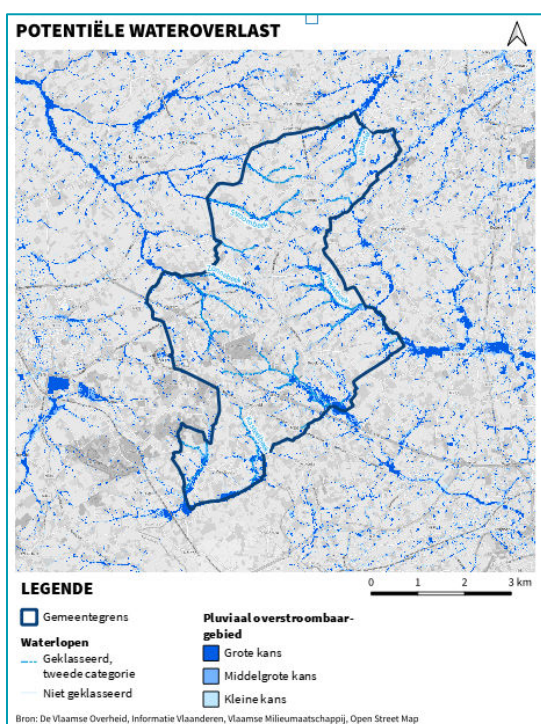 POTENTIËLE WATEROVERLAST
LEGENDE
0 1 2 3 km
Gemeentegrens
Waterlopen
Geklasseerd,
tweede categorie
Niet geklasseerd
Pluviaal overstroombaar-
gebied
Grote kans
Middelgrote kans
Kleine kans
Bron: De Vlaamse Overheid, Informatie Vlaanderen, Vlaamse Milieumaatschappij, Open Street Map